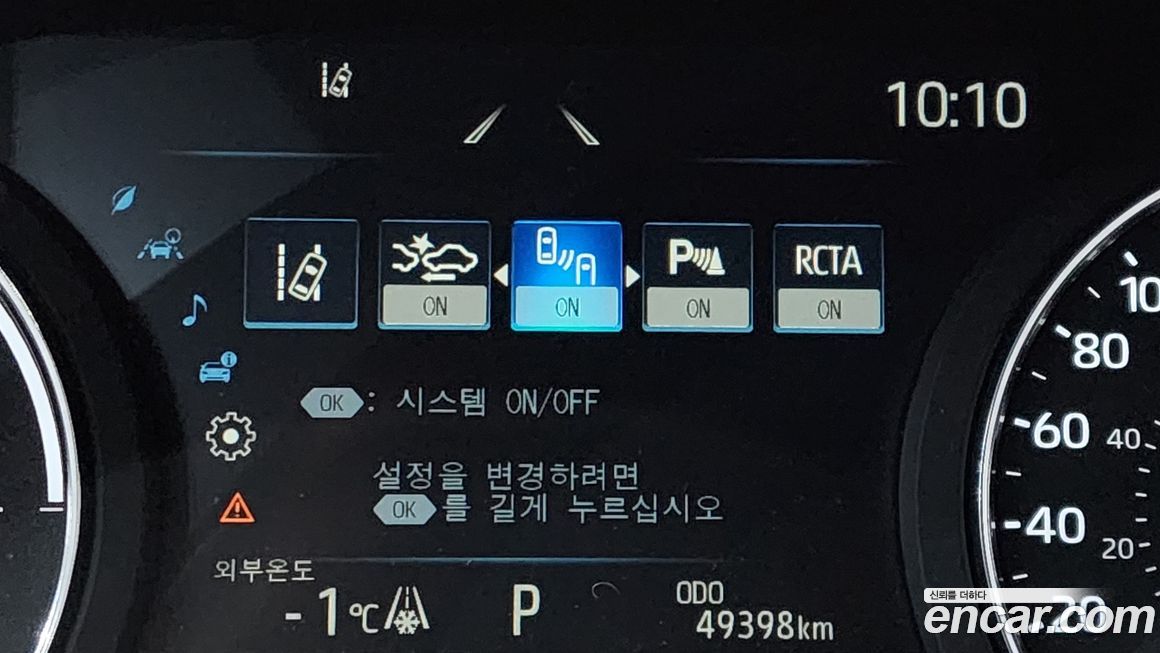 10:10
ON
ON
P ON
RCTA ON
OK : 시스템 ON/OFF
설정을 변경하려면
OK 를 길게 누르십시오
외부온도
-1℃
P
ODO
49398km
10
80
60
40
40
20
20
신뢰를 더하다
encar.com